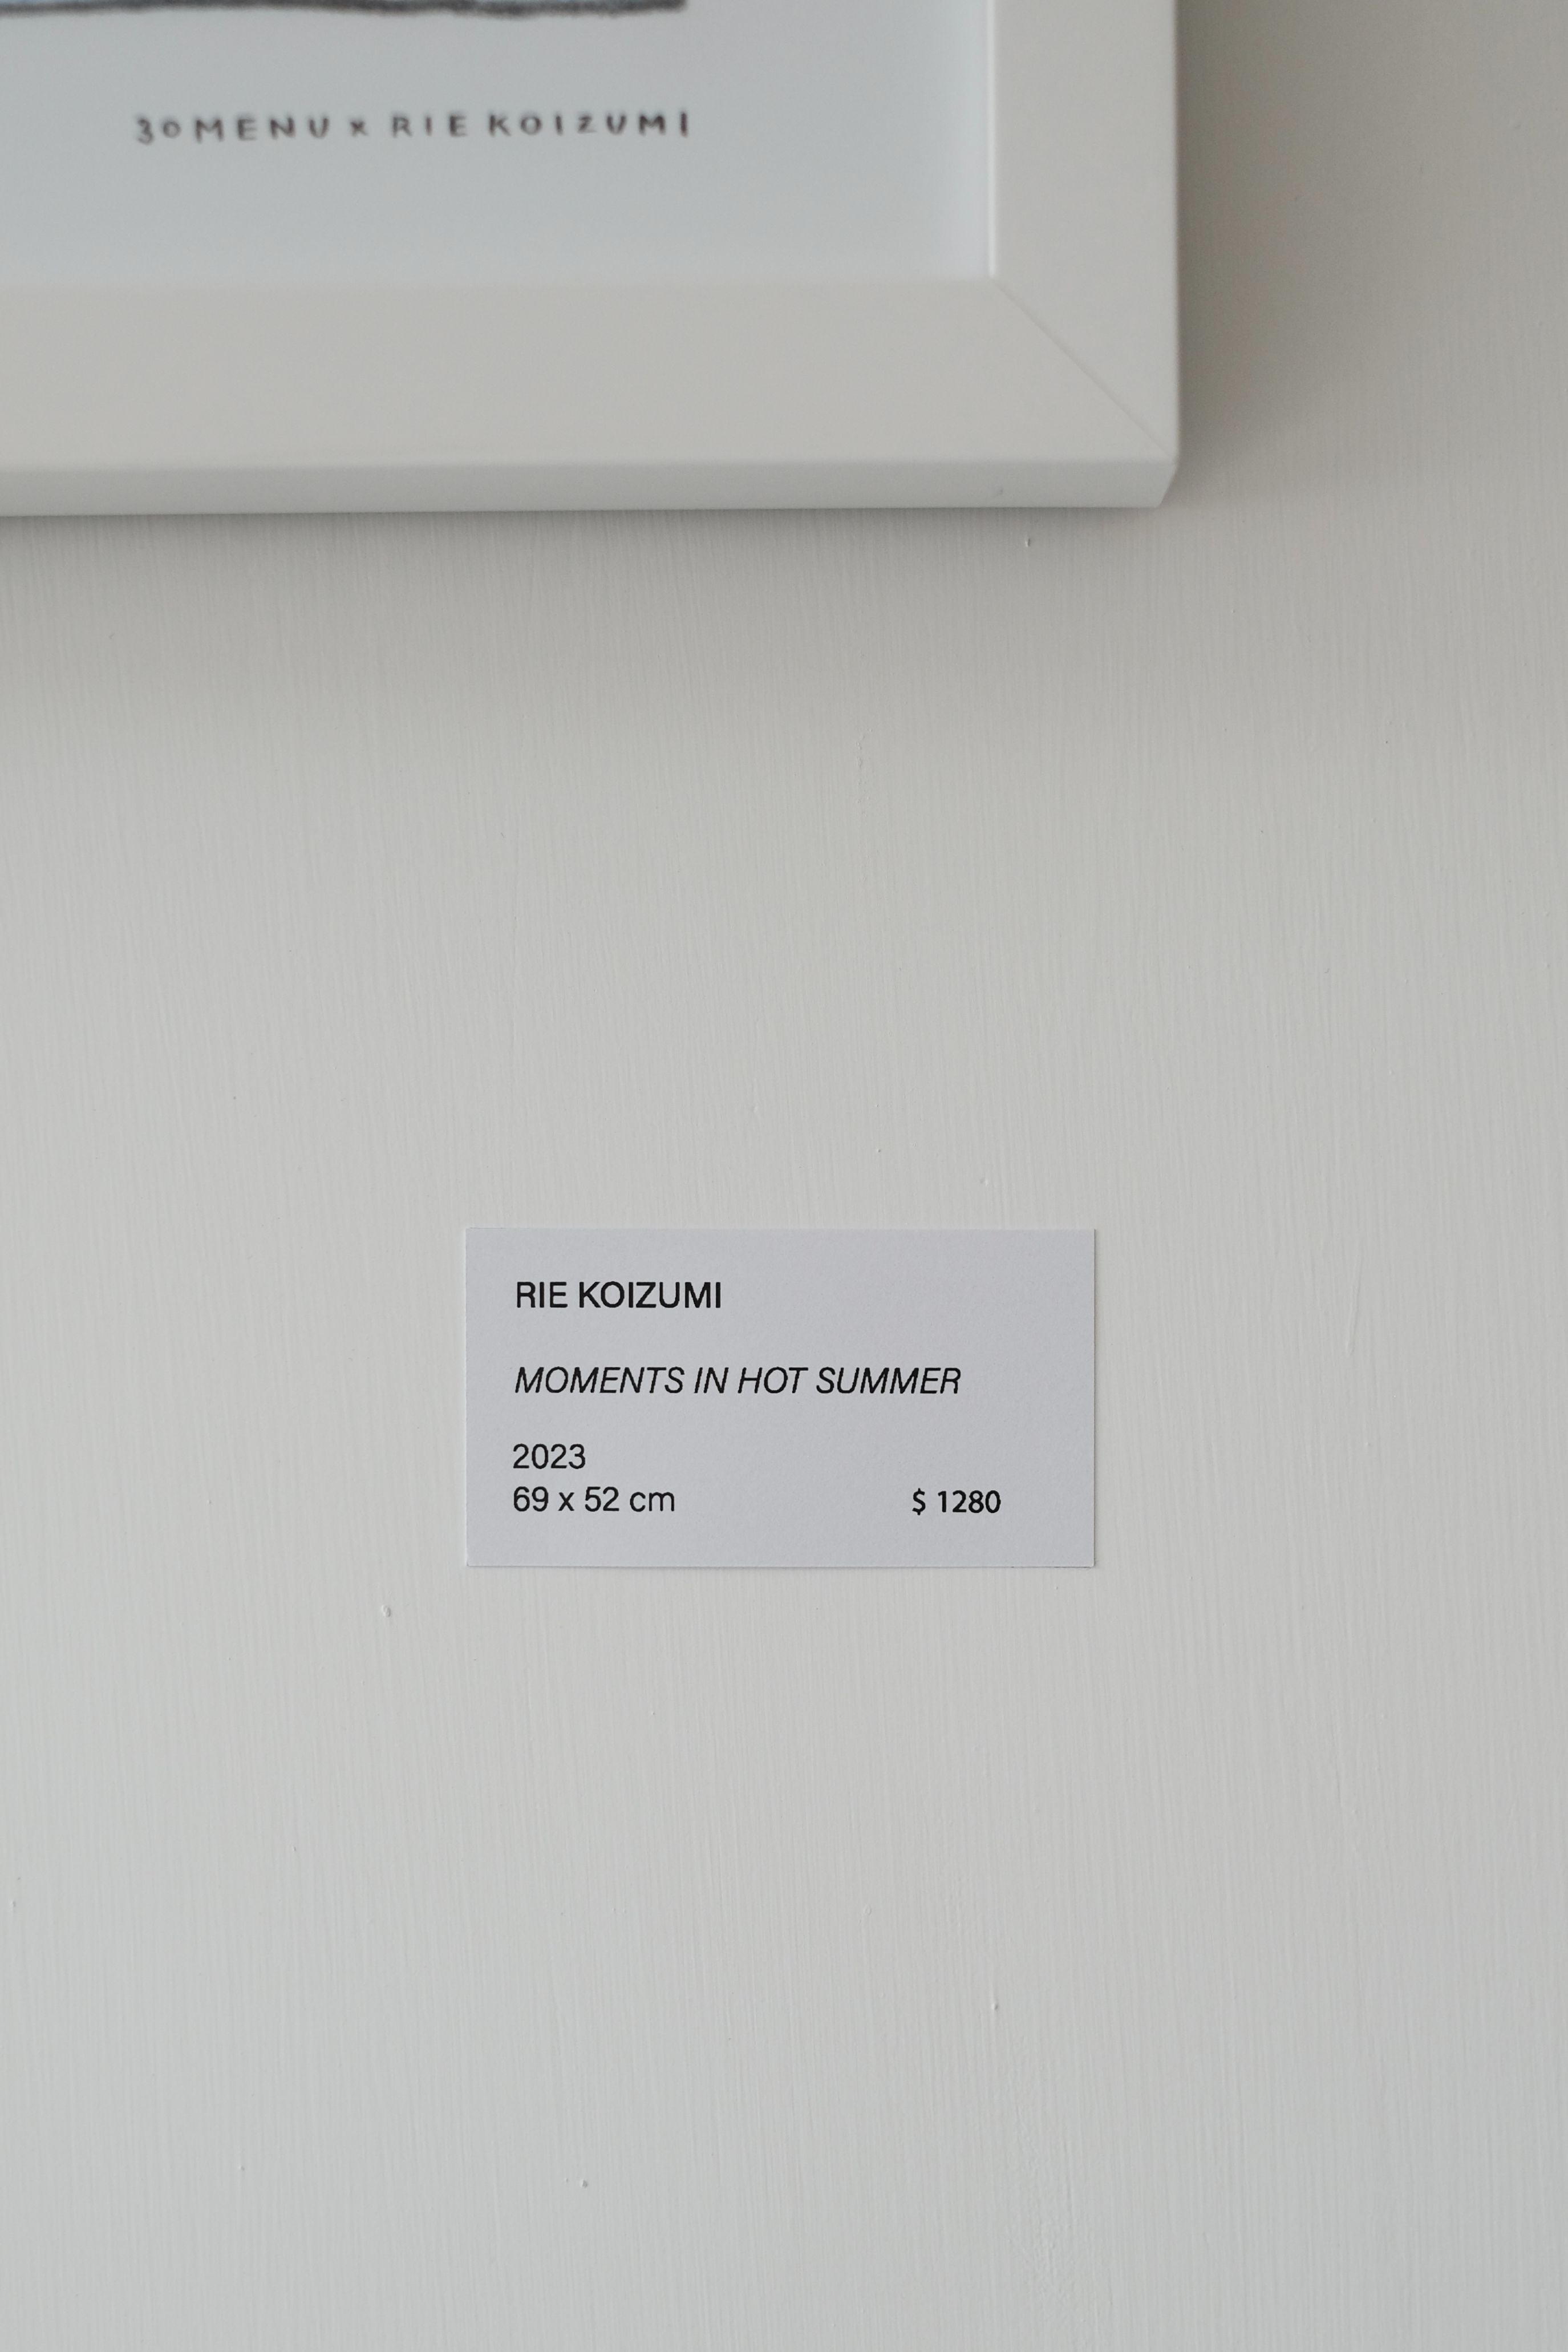 30MENU x RIE KOIZUMI
RIE KOIZUMI
MOMENTS IN HOT SUMMER
2023
69 x 52 cm $ 1280